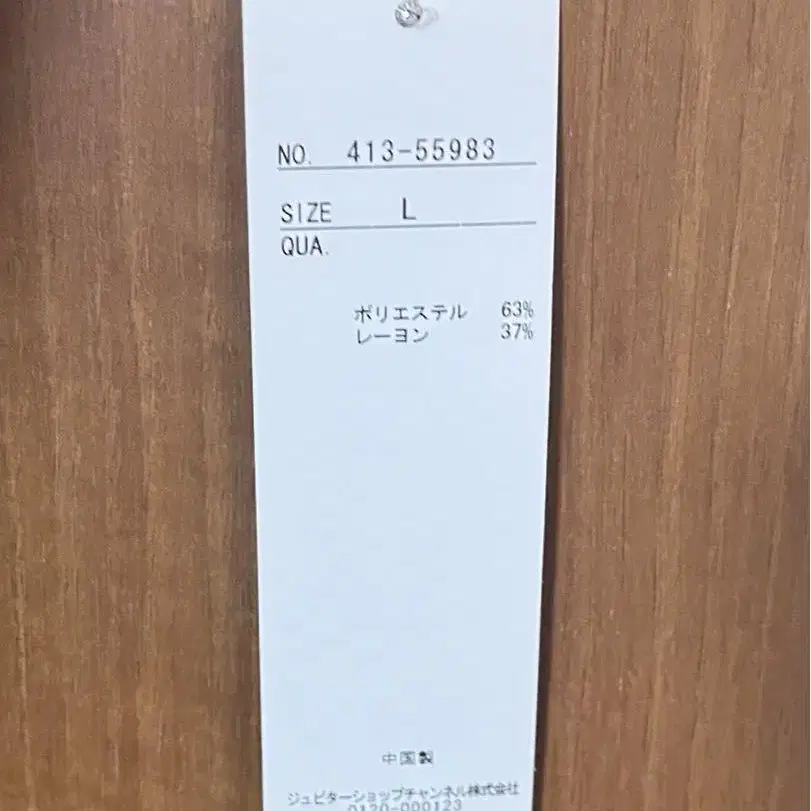 NO. 413-55983
SIZE L
QUA.
ポリエステル 63%
レーヨン 37%
中国製
ジュピターショップチャンネル株式会社
0120-000123